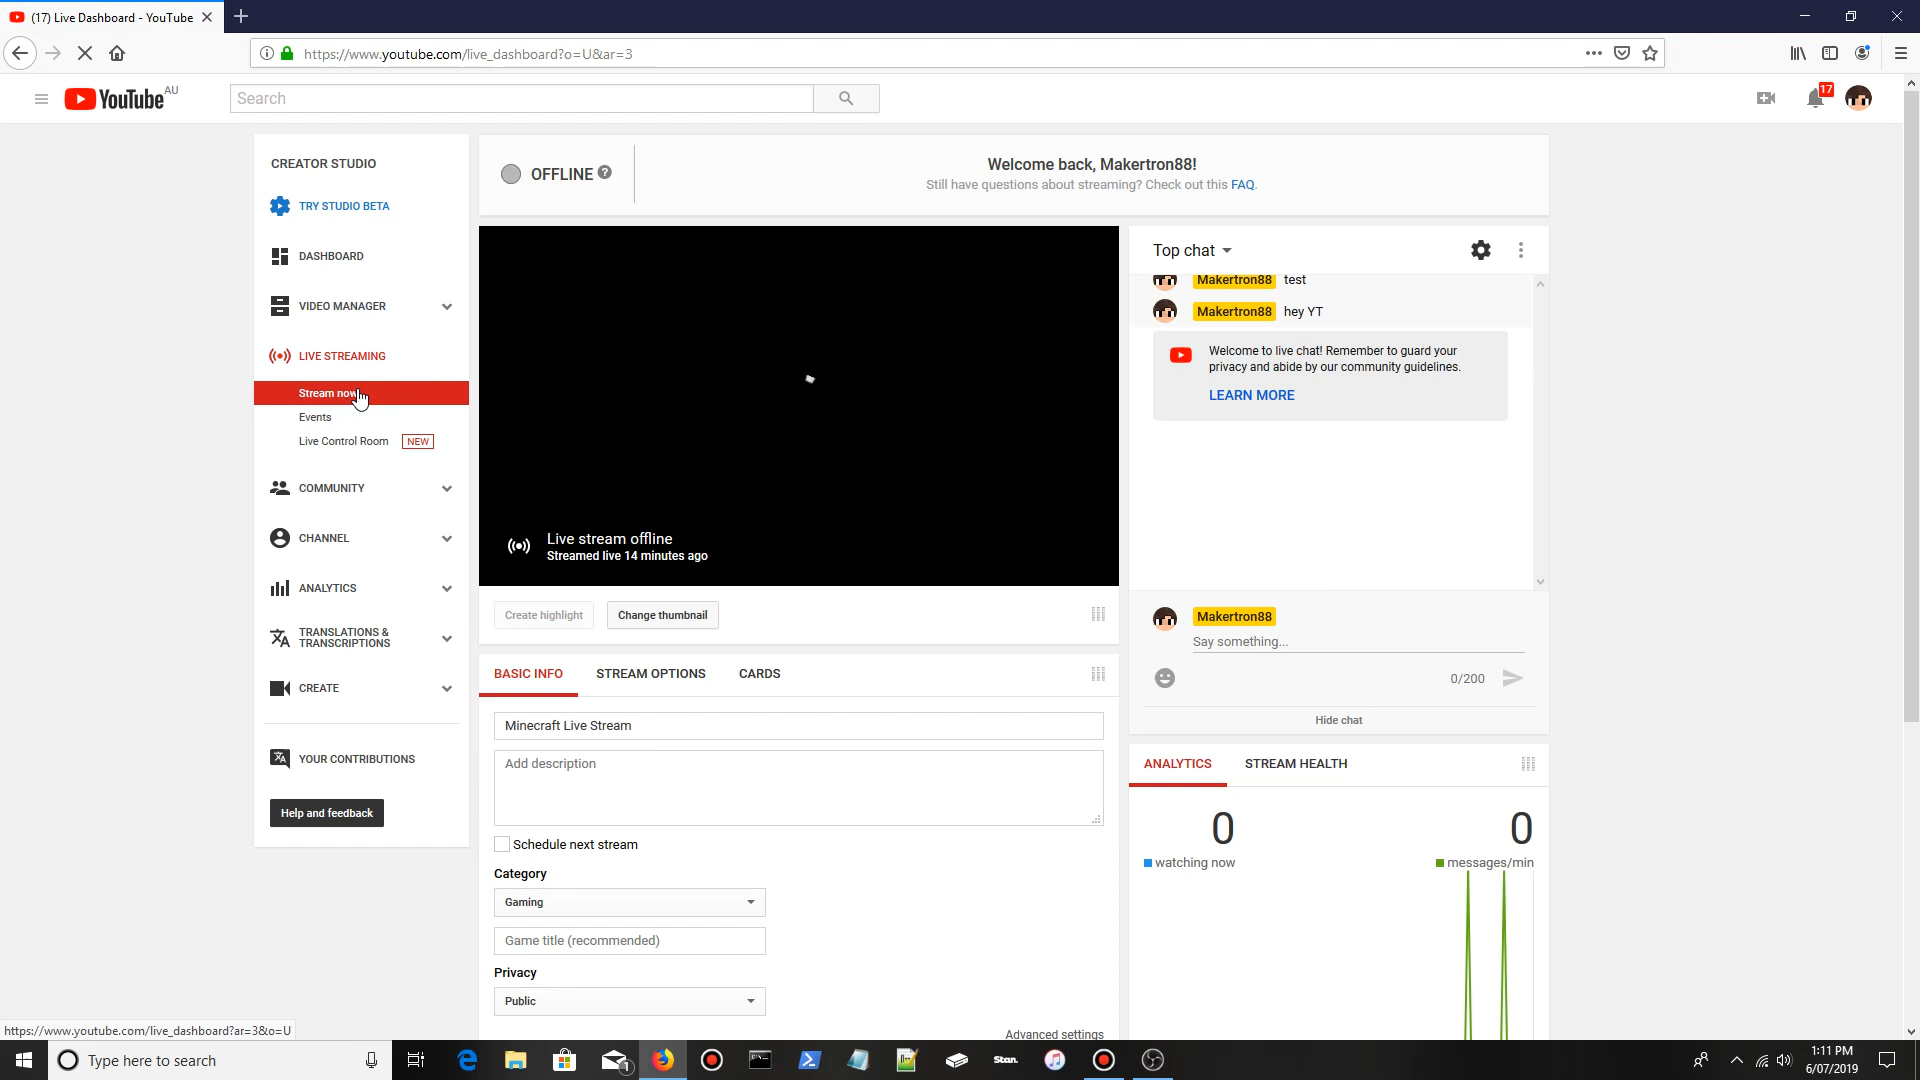 (17) Live Dashboard - YouTube
https://www.youtube.com/live_dashboard?o=U&ar=3
YouTube AU
Search
17
CREATOR STUDIO
TRY STUDIO BETA
DASHBOARD
VIDEO MANAGER
LIVE STREAMING
Stream now
Events
Live Control Room NEW
COMMUNITY
CHANNEL
ANALYTICS
TRANSLATIONS &
TRANSCRIPTIONS
CREATE
YOUR CONTRIBUTIONS
Help and feedback
OFFLINE ?
Welcome back, Makertron88!
Still have questions about streaming? Check out this FAQ.
Live stream offline
Streamed live 14 minutes ago
Create highlight
Change thumbnail
BASIC INFO
STREAM OPTIONS
CARDS
Minecraft Live Stream
Add description
Schedule next stream
Category
Gaming
Game title (recommended)
Privacy
Public
Advanced settings
Top chat
Makertron88 test
Makertron88 hey YT
Welcome to live chat! Remember to guard your
privacy and abide by our community guidelines.
LEARN MORE
Makertron88
Say something...
0/200
Hide chat
ANALYTICS
STREAM HEALTH
0
watching now
0
messages/min
https://www.youtube.com/live_dashboard?ar=3&o=U
Type here to search
1
Stan.
1:11 PM
6/07/2019